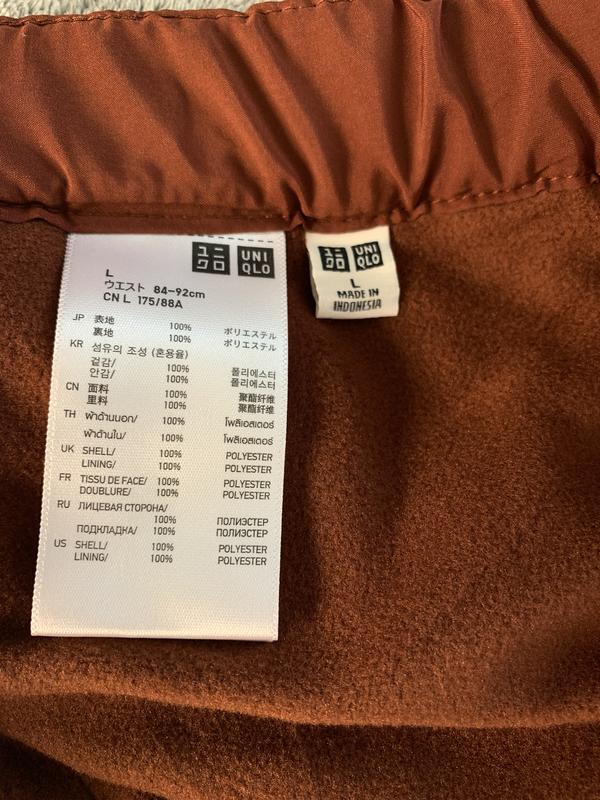 ユニ UNI
クロ QLO
L
ウエスト 84–92cm
CN L 175/88A
JP 表地 100% ポリエステル
裏地 100% ポリエステル
KR 섬유의 조성 (혼용율)
겉감/ 100% 폴리에스터
안감/ 100% 폴리에스터
CN 面料 100% 聚酯纤维
里料 100% 聚酯纤维
TH ผ้าด้านนอก/ 100% โพลิเอสเตอร์
ผ้าด้านใน/ 100% โพลิเอสเตอร์
UK SHELL/ 100% POLYESTER
LINING/ 100% POLYESTER
FR TISSU DE FACE/ 100% POLYESTER
DOUBLURE/ 100% POLYESTER
RU ЛИЦЕВАЯ СТОРОНА/
100% ПОЛИЭСТЕР
ПОДКЛАДКА/ 100% ПОЛИЭСТЕР
US SHELL/ 100% POLYESTER
LINING/ 100% POLYESTER
ユニ UNI
クロ QLO
L
MADE IN
INDONESIA